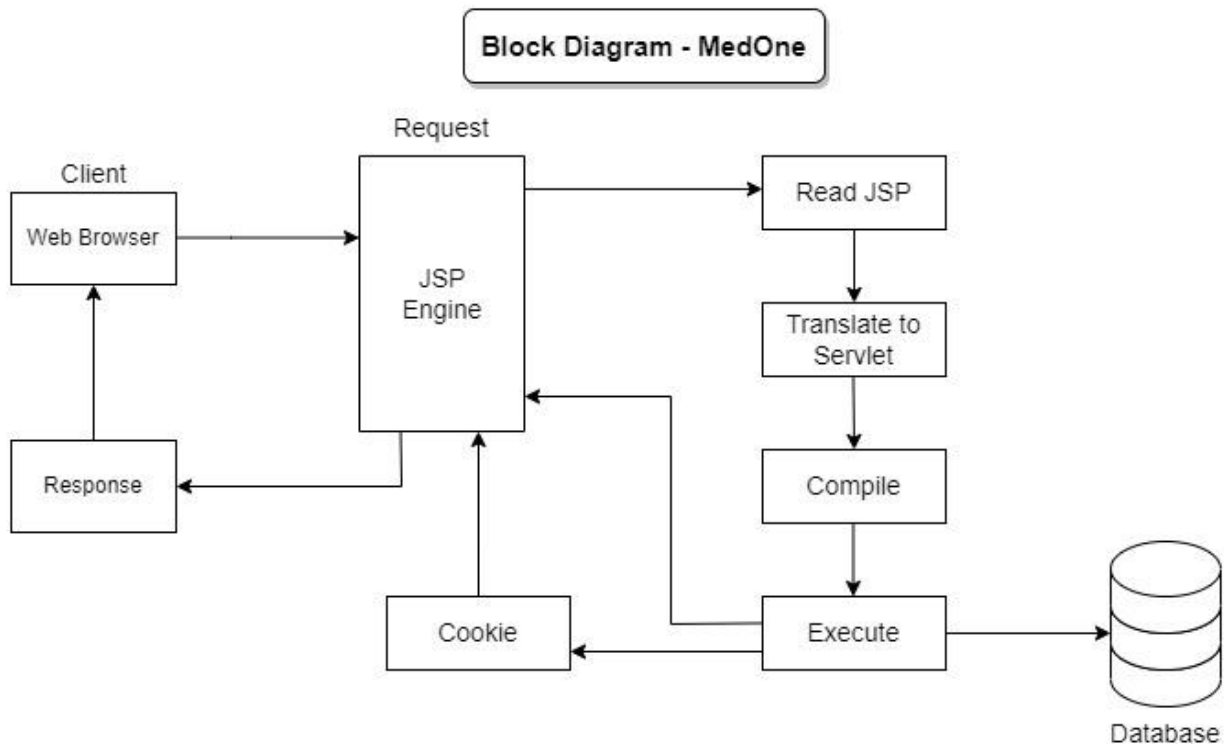 Block Diagram - MedOne
Request
Client
Web Browser
JSP
Engine
Read JSP
Translate to
Servlet
Response
Compile
Cookie
Execute
Database